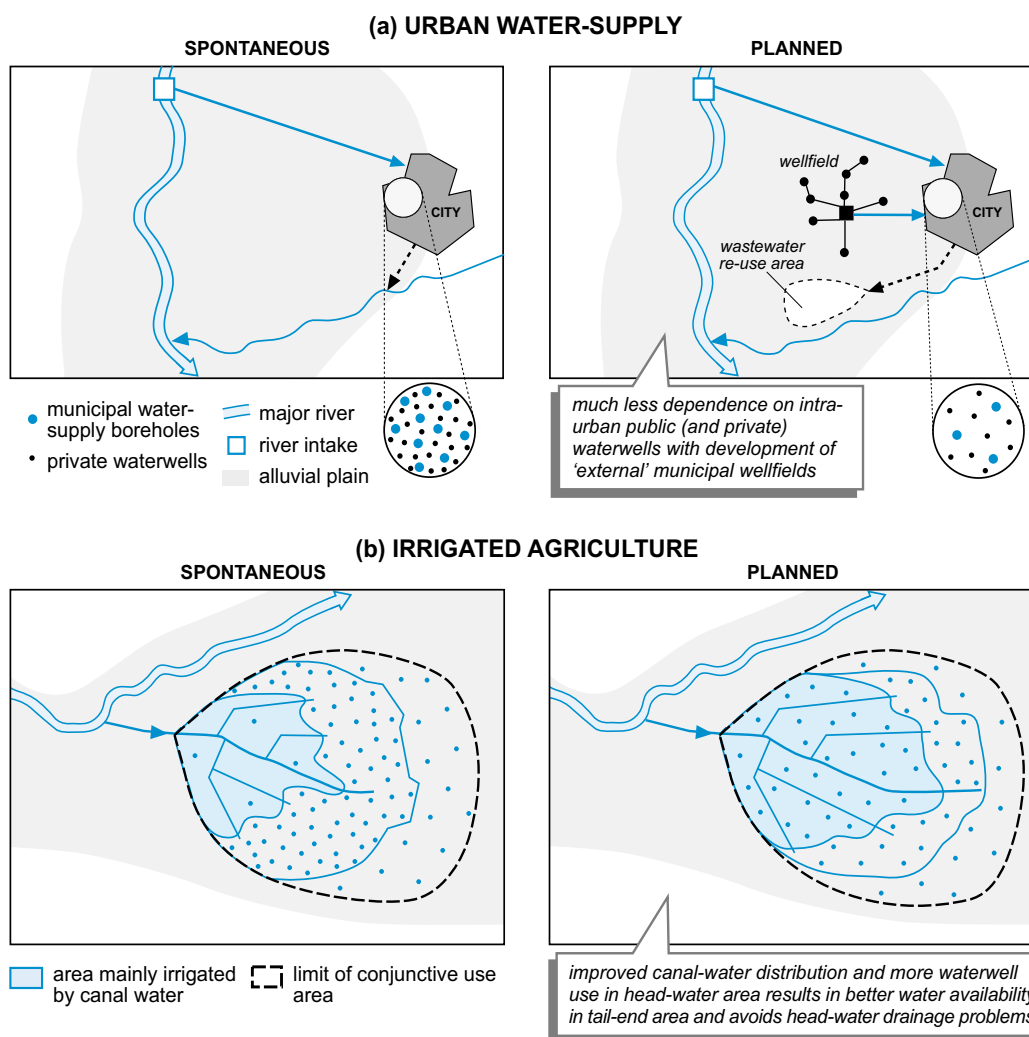 (a) URBAN WATER-SUPPLY
SPONTANEOUS
PLANNED
CITY
wellfield
CITY
wastewater
re-use area
municipal water-
supply boreholes
private waterwells
major river
river intake
alluvial plain
much less dependence on intra-
urban public (and private)
waterwells with development of
‘external’ municipal wellfields
(b) IRRIGATED AGRICULTURE
SPONTANEOUS
PLANNED
area mainly irrigated
by canal water
limit of conjunctive use
area
improved canal-water distribution and more waterwell
use in head-water area results in better water availability
in tail-end area and avoids head-water drainage problems